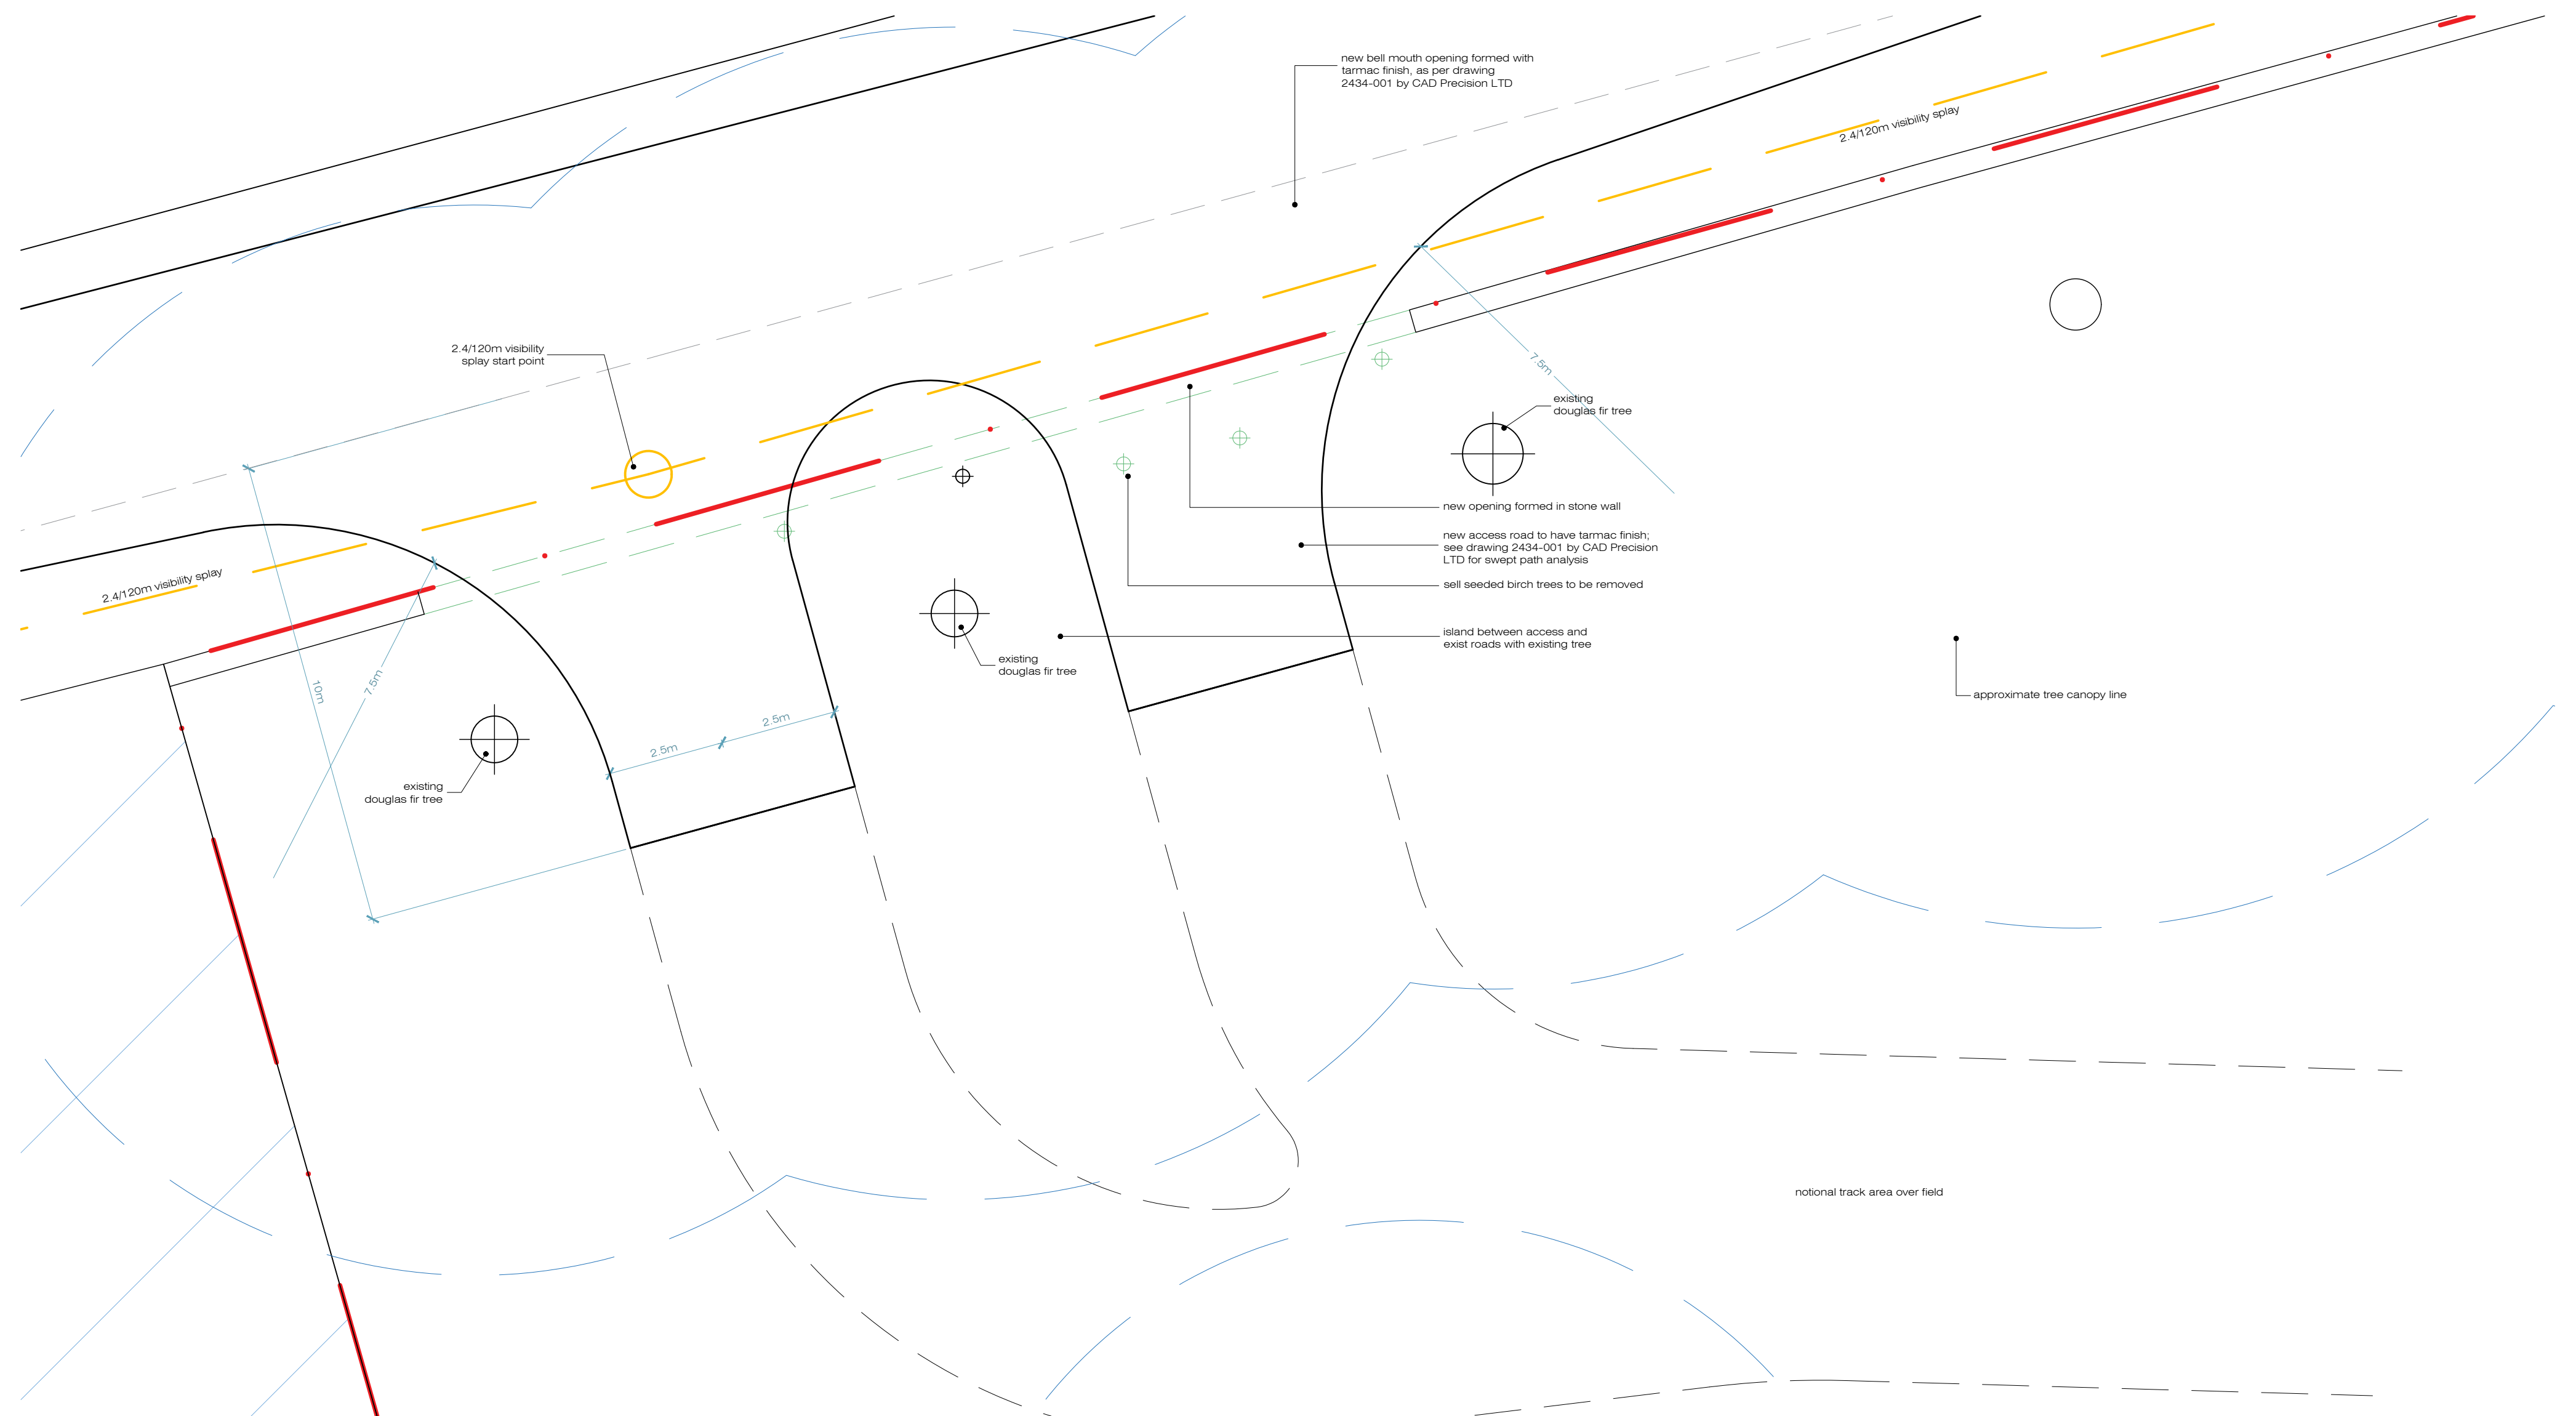 new bell mouth opening formed with
tarmac finish, as per drawing
2434-001 by CAD Precision LTD
2.4/120m visibility splay
2.4/120m visibility
splay start point
7.5m
existing
douglas fir tree
new opening formed in stone wall
new access road to have tarmac finish;
see drawing 2434-001 by CAD Precision
LTD for swept path analysis
sell seeded birch trees to be removed
island between access and
exist roads with existing tree
2.4/120m visibility splay
existing
douglas fir tree
10m
7.5m
2.5m
2.5m
approximate tree canopy line
existing
douglas fir tree
notional track area over field